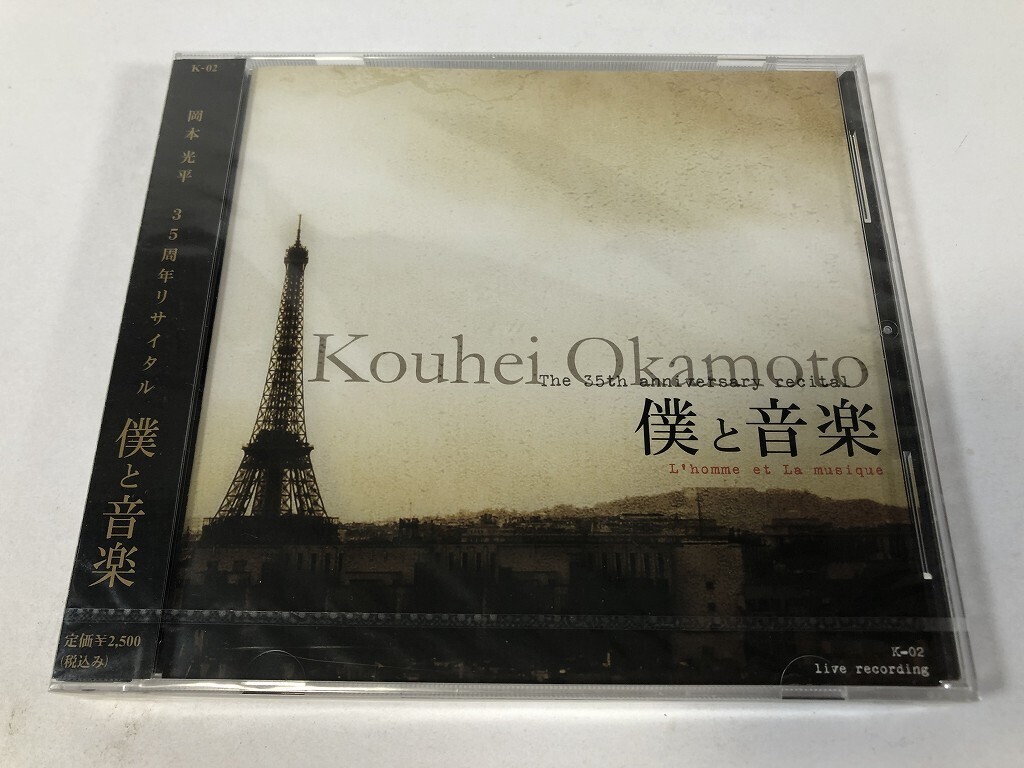 K-02
岡本 光平 35周年リサイタル 僕と音楽
定価¥2,500
(税込み)
Kouhei Okamoto
The 35th anniversary recital
僕と音楽
L'homme et La musique
K-02
live recording